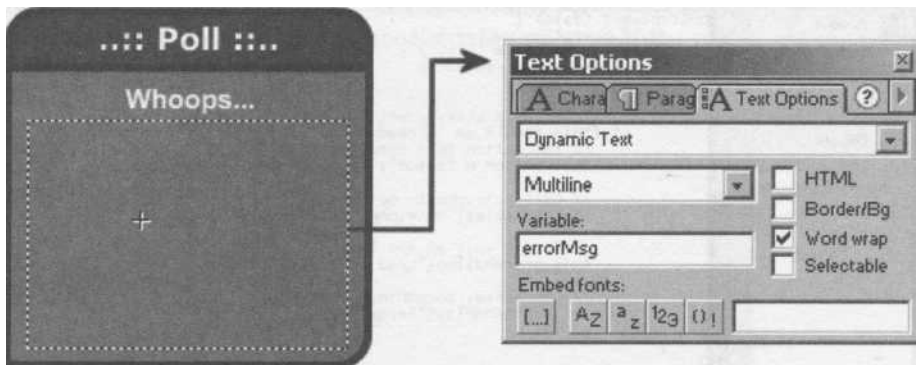 ..:: Poll ::..
Whoops...
Text Options
A Chara Parag A Text Options ?
Dynamic Text
Multiline
HTML
Border/Bg
Variable:
Word wrap
errorMsg
Selectable
Embed fonts:
[...] AZ az 123 ()!